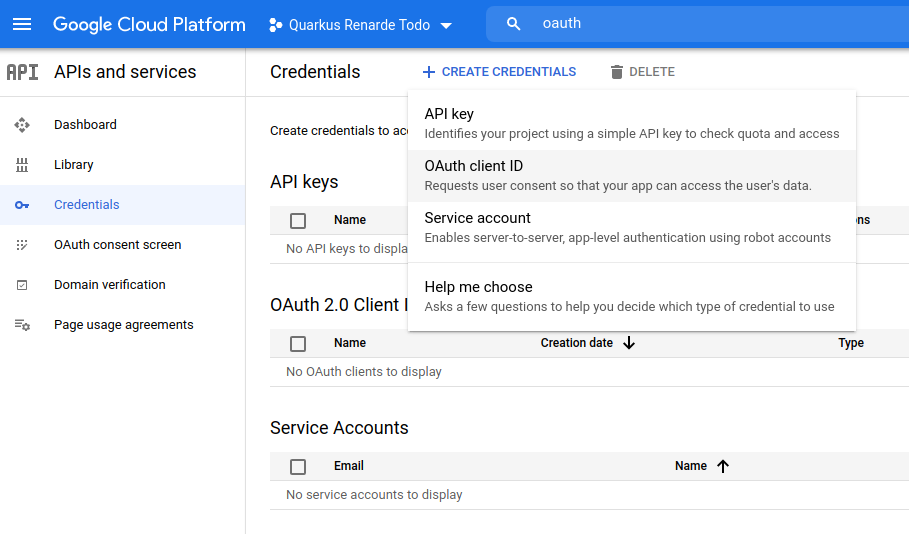 Google Cloud Platform
Quarkus Renarde Todo
oauth
API
APIs and services
Credentials
CREATE CREDENTIALS
DELETE
Dashboard
Library
Credentials
OAuth consent screen
Domain verification
Page usage agreements
Create credentials to acc
API key
Identifies your project using a simple API key to check quota and access
OAuth client ID
Requests user consent so that your app can access the user's data.
Service account
Enables server-to-server, app-level authentication using robot accounts
Help me choose
Asks a few questions to help you decide which type of credential to use
API keys
Name
No API keys to displa
OAuth 2.0 Client
Name Creation date Type
No OAuth clients to display
Service Accounts
Email Name
No service accounts to display